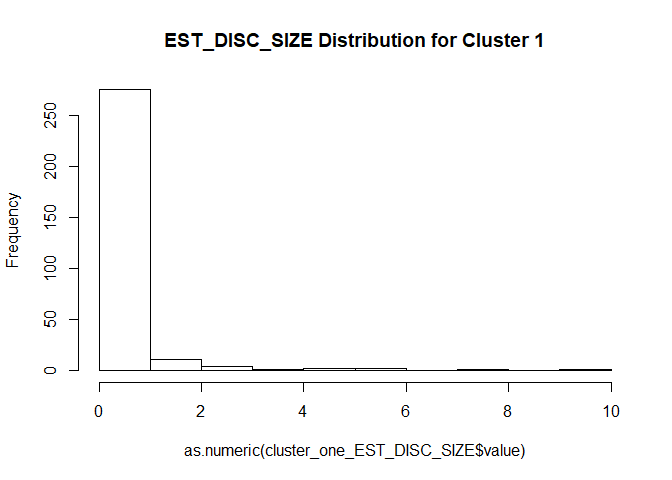 EST_DISC_SIZE Distribution for Cluster 1
Frequency
250
200
150
100
50
0
0 2 4 6 8 10
as.numeric(cluster_one_EST_DISC_SIZE$value)